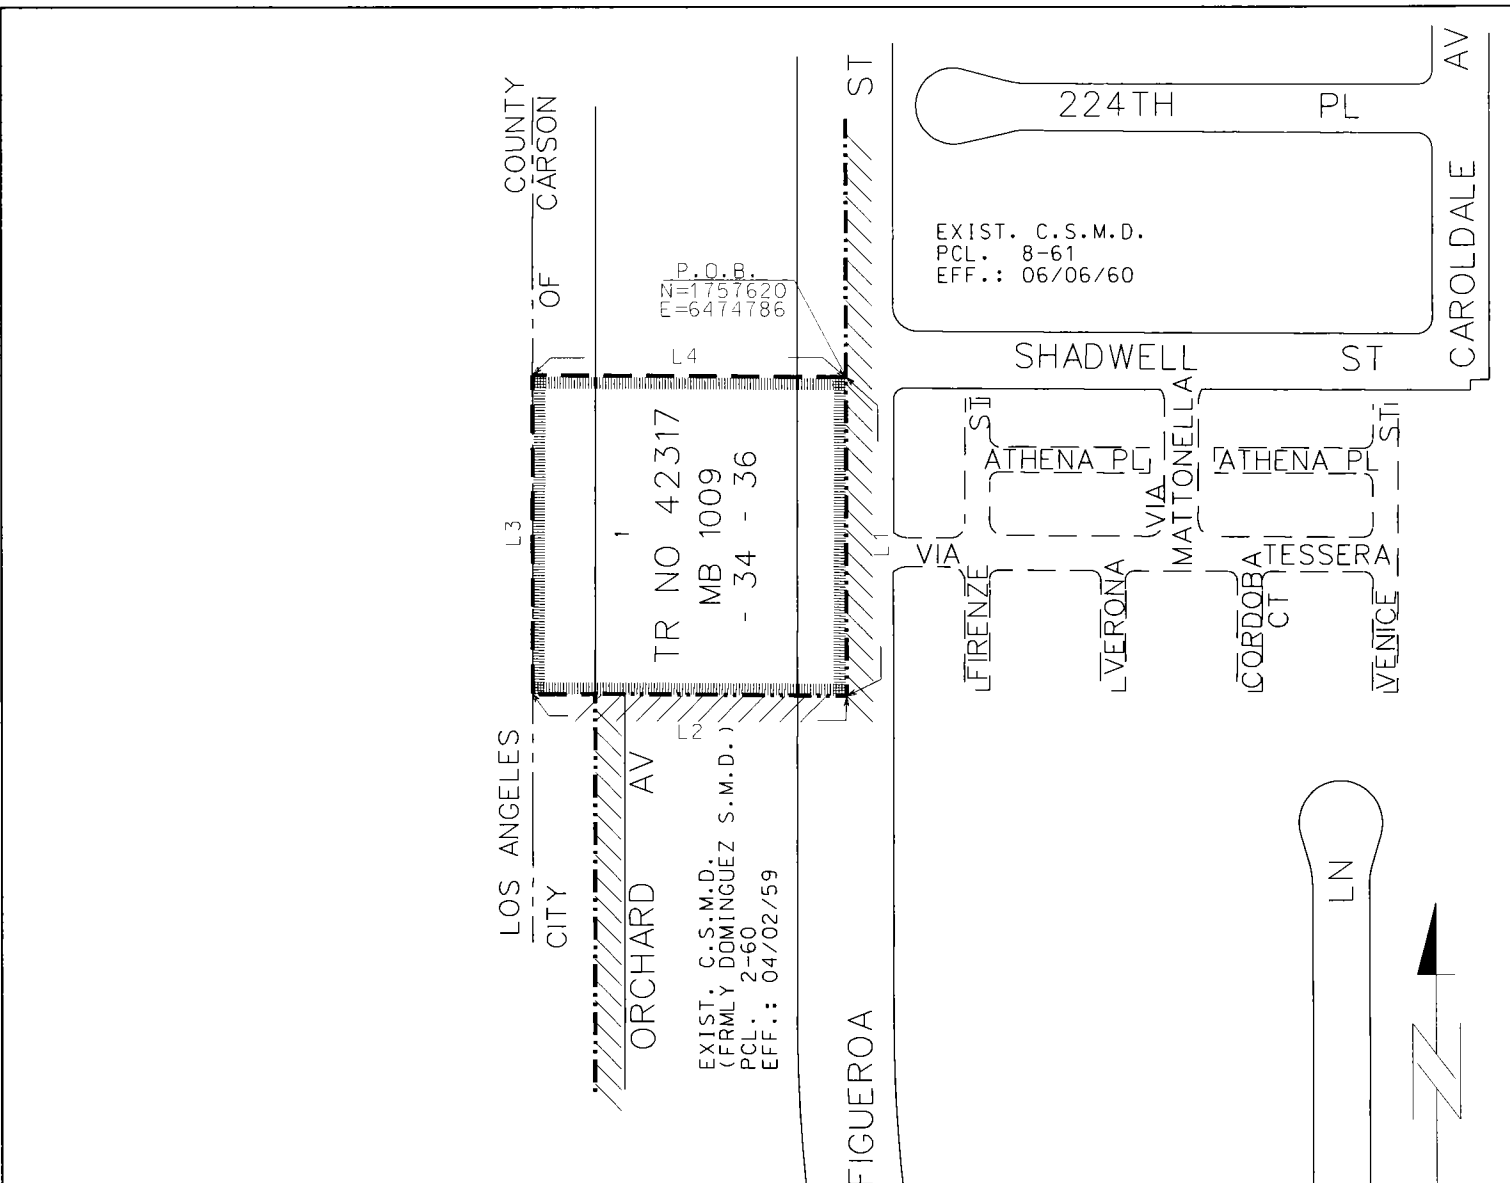 COUNTY
OF
LOS ANGELES
CARSON
CITY
ST
224TH PL
AV
CAROLDALE
EXIST. C.S.M.D.
PCL. 8-61
EFF.: 06/06/60
P.O.B.
N=1757620
E=6474786
L4
SHADWELL ST
L3
1
TR NO 42317
MB 1009
- 34 - 36
ST
ATHENA PL
VIA
MATTONELLA
ATHENA PL
ST
VIA
TESSERA
FIRENZE
VERONA
CORDOBA
CT
VENICE
L2
ORCHARD AV
EXIST. C.S.M.D.
(FRMLY DOMINGUEZ S.M.D.)
PCL. 2-60
EFF.: 04/02/59
FIGUEROA
LN
N